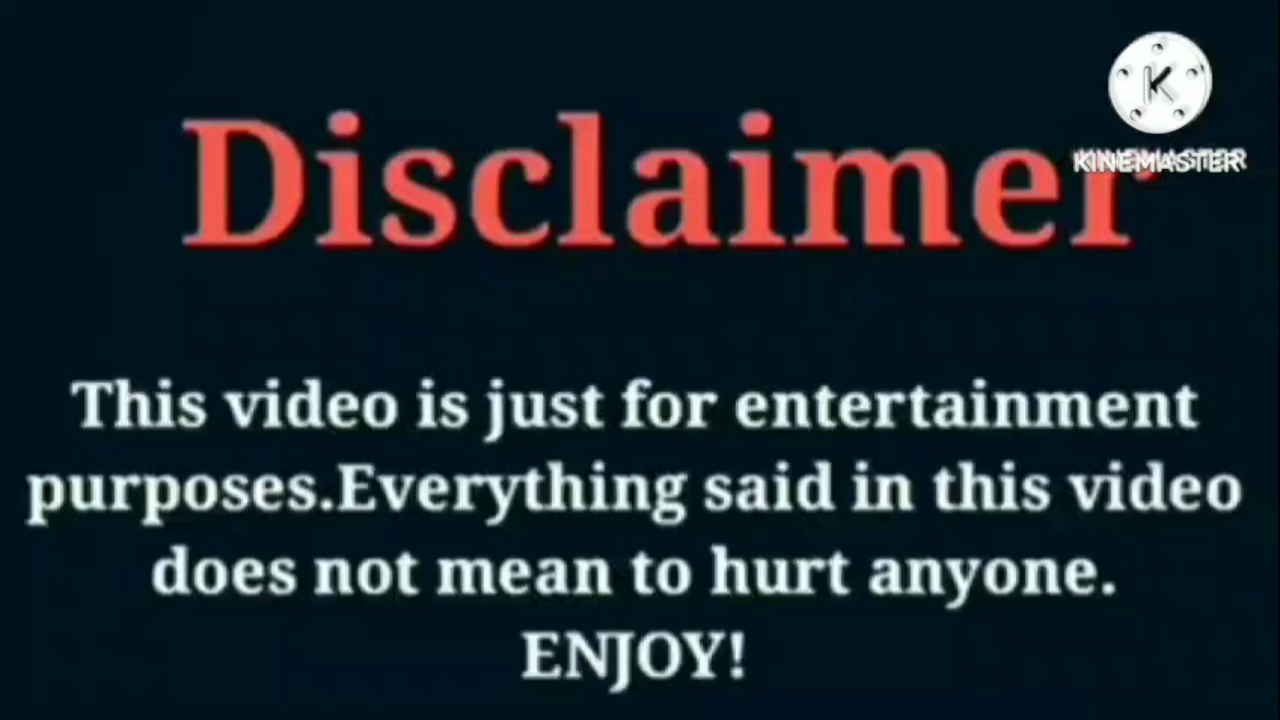 K
KINEMASTER
Disclaimer
This video is just for entertainment
purposes.Everything said in this video
does not mean to hurt anyone.
ENJOY!